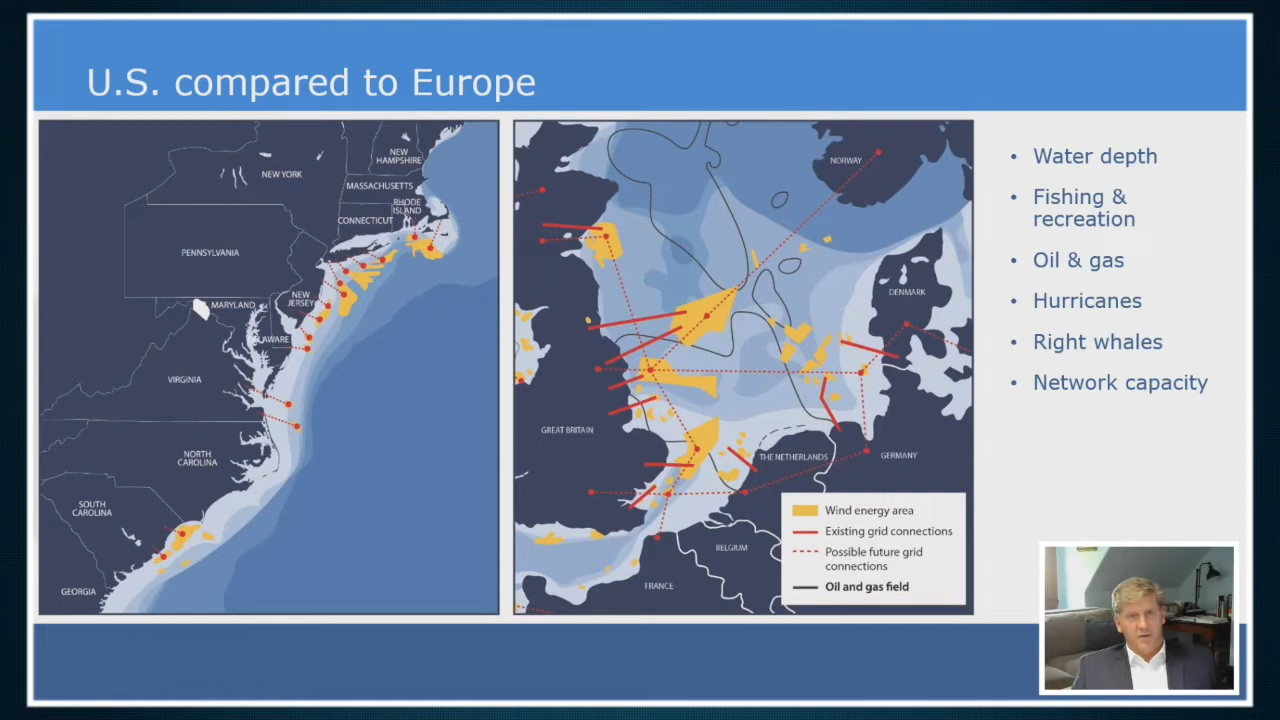 U.S. compared to Europe
NEW
HAMPSHIRE
NEW YORK
MASSACHUSETTS
RHODE
ISLAND
CONNECTICUT
PENNSYLVANIA
NEW
JERSEY
MARYLAND
AWARE
VIRGINIA
NORTH
CAROLINA
SOUTH
CAROLINA
GEORGIA
NORWAY
DENMARK
GREAT BRITAIN
THE NETHERLANDS
GERMANY
BELGIUM
FRANCE
Wind energy area
Existing grid connections
Possible future grid
connections
Oil and gas field
• Water depth
• Fishing &
recreation
• Oil & gas
• Hurricanes
• Right whales
• Network capacity